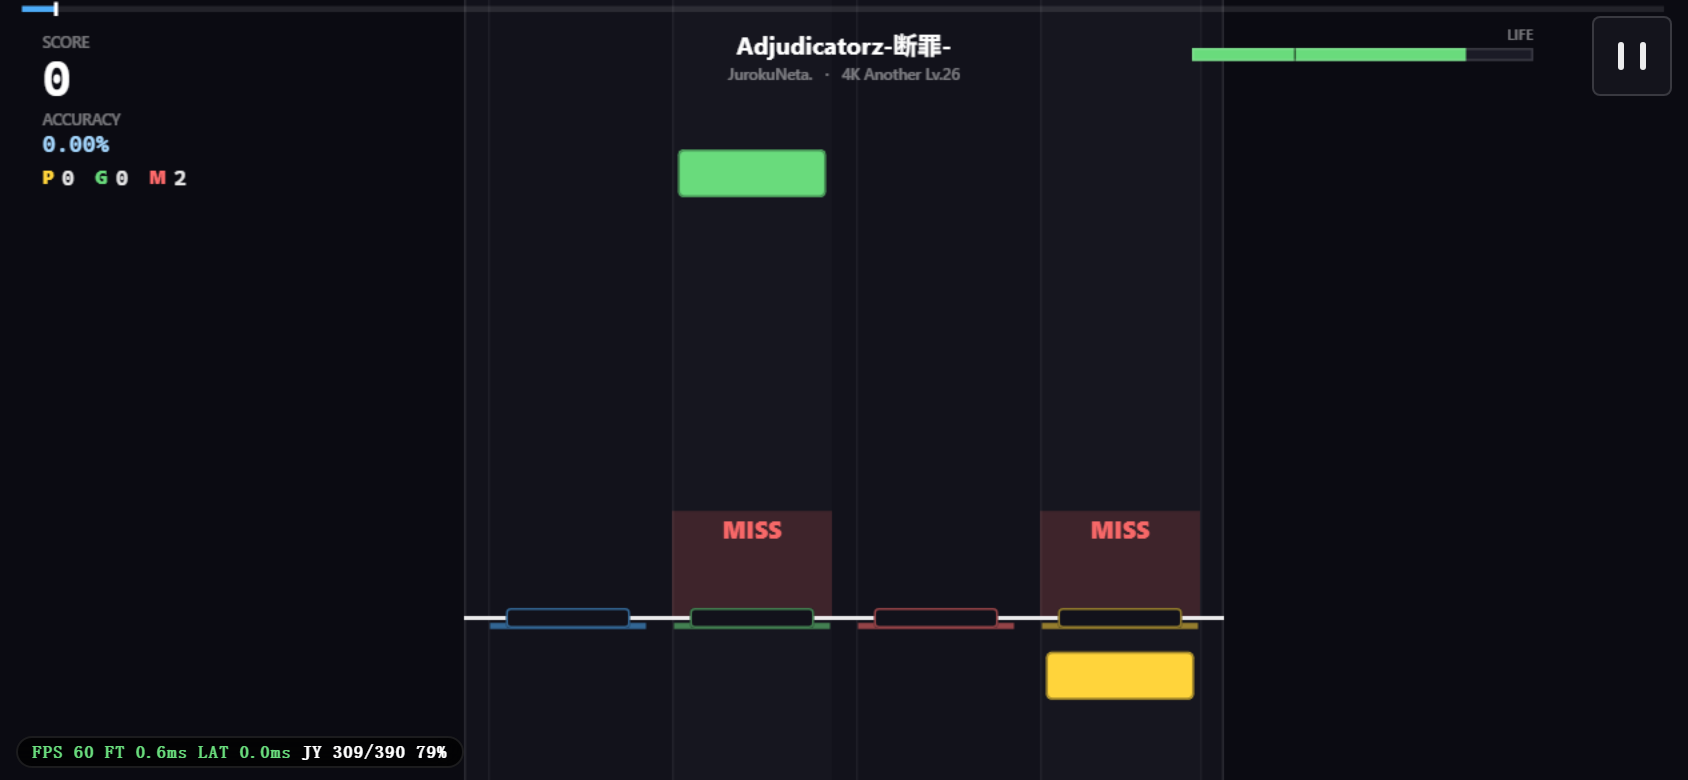 SCORE
0
ACCURACY
0.00%
P 0 G 0 M 2
Adjudicatorz-断罪-
JurokuNeta. · 4K Another Lv.26
LIFE
MISS
MISS
FPS 60 FT 0.6ms LAT 0.0ms JY 309/390 79%